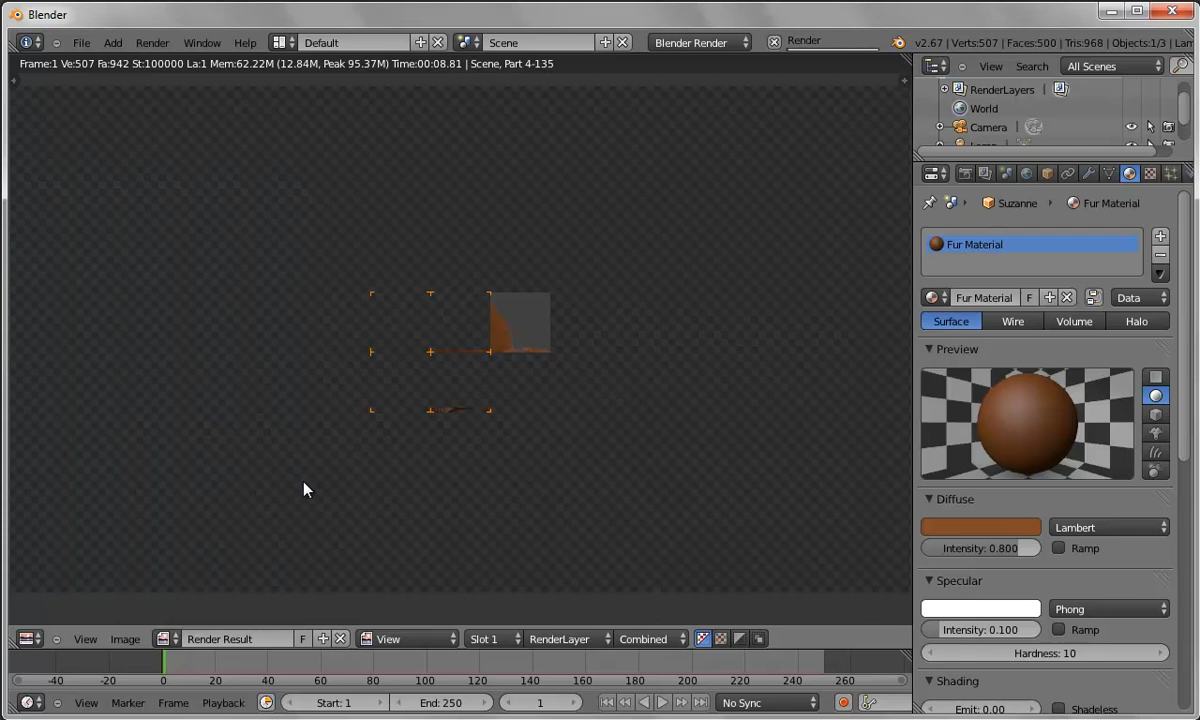 Blender
File Add Render Window Help Default Scene Blender Render Render v2.67 | Verts:507 | Faces:500 | Tris:968 | Objects:1/3 | Lam
Frame:1 Ve:507 Fa:942 St:100000 La:1 Mem:62.22M (12.84M, Peak 95.37M) Time:00:08.81 | Scene, Part 4-135
View Search All Scenes
RenderLayers
World
Camera
Suzanne Fur Material
Fur Material
Fur Material F Data
Surface Wire Volume Halo
Preview
Diffuse
Lambert
Intensity: 0.800 Ramp
Specular
Phong
Intensity: 0.100 Ramp
Hardness: 10
Shading
Emit: 0.00 Shadeless
View Image Render Result F View Slot 1 RenderLayer Combined
-40 -20 0 20 40 60 80 100 120 140 160 180 200 220 240 260
View Marker Frame Playback Start: 1 End: 250 1 No Sync